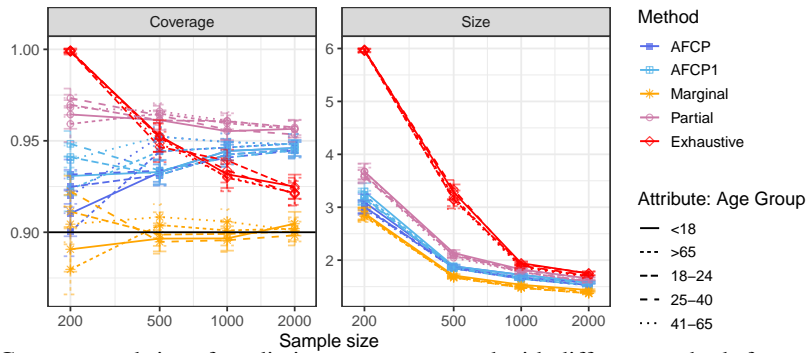 Coverage
Size
1.00
0.95
0.90
6
5
4
3
2
200
500
1000
2000
200
500
1000
2000
Sample size
Method
AFCP
AFCP1
Marginal
Partial
Exhaustive
Attribute: Age Group
<18
>65
18−24
25−40
41−65